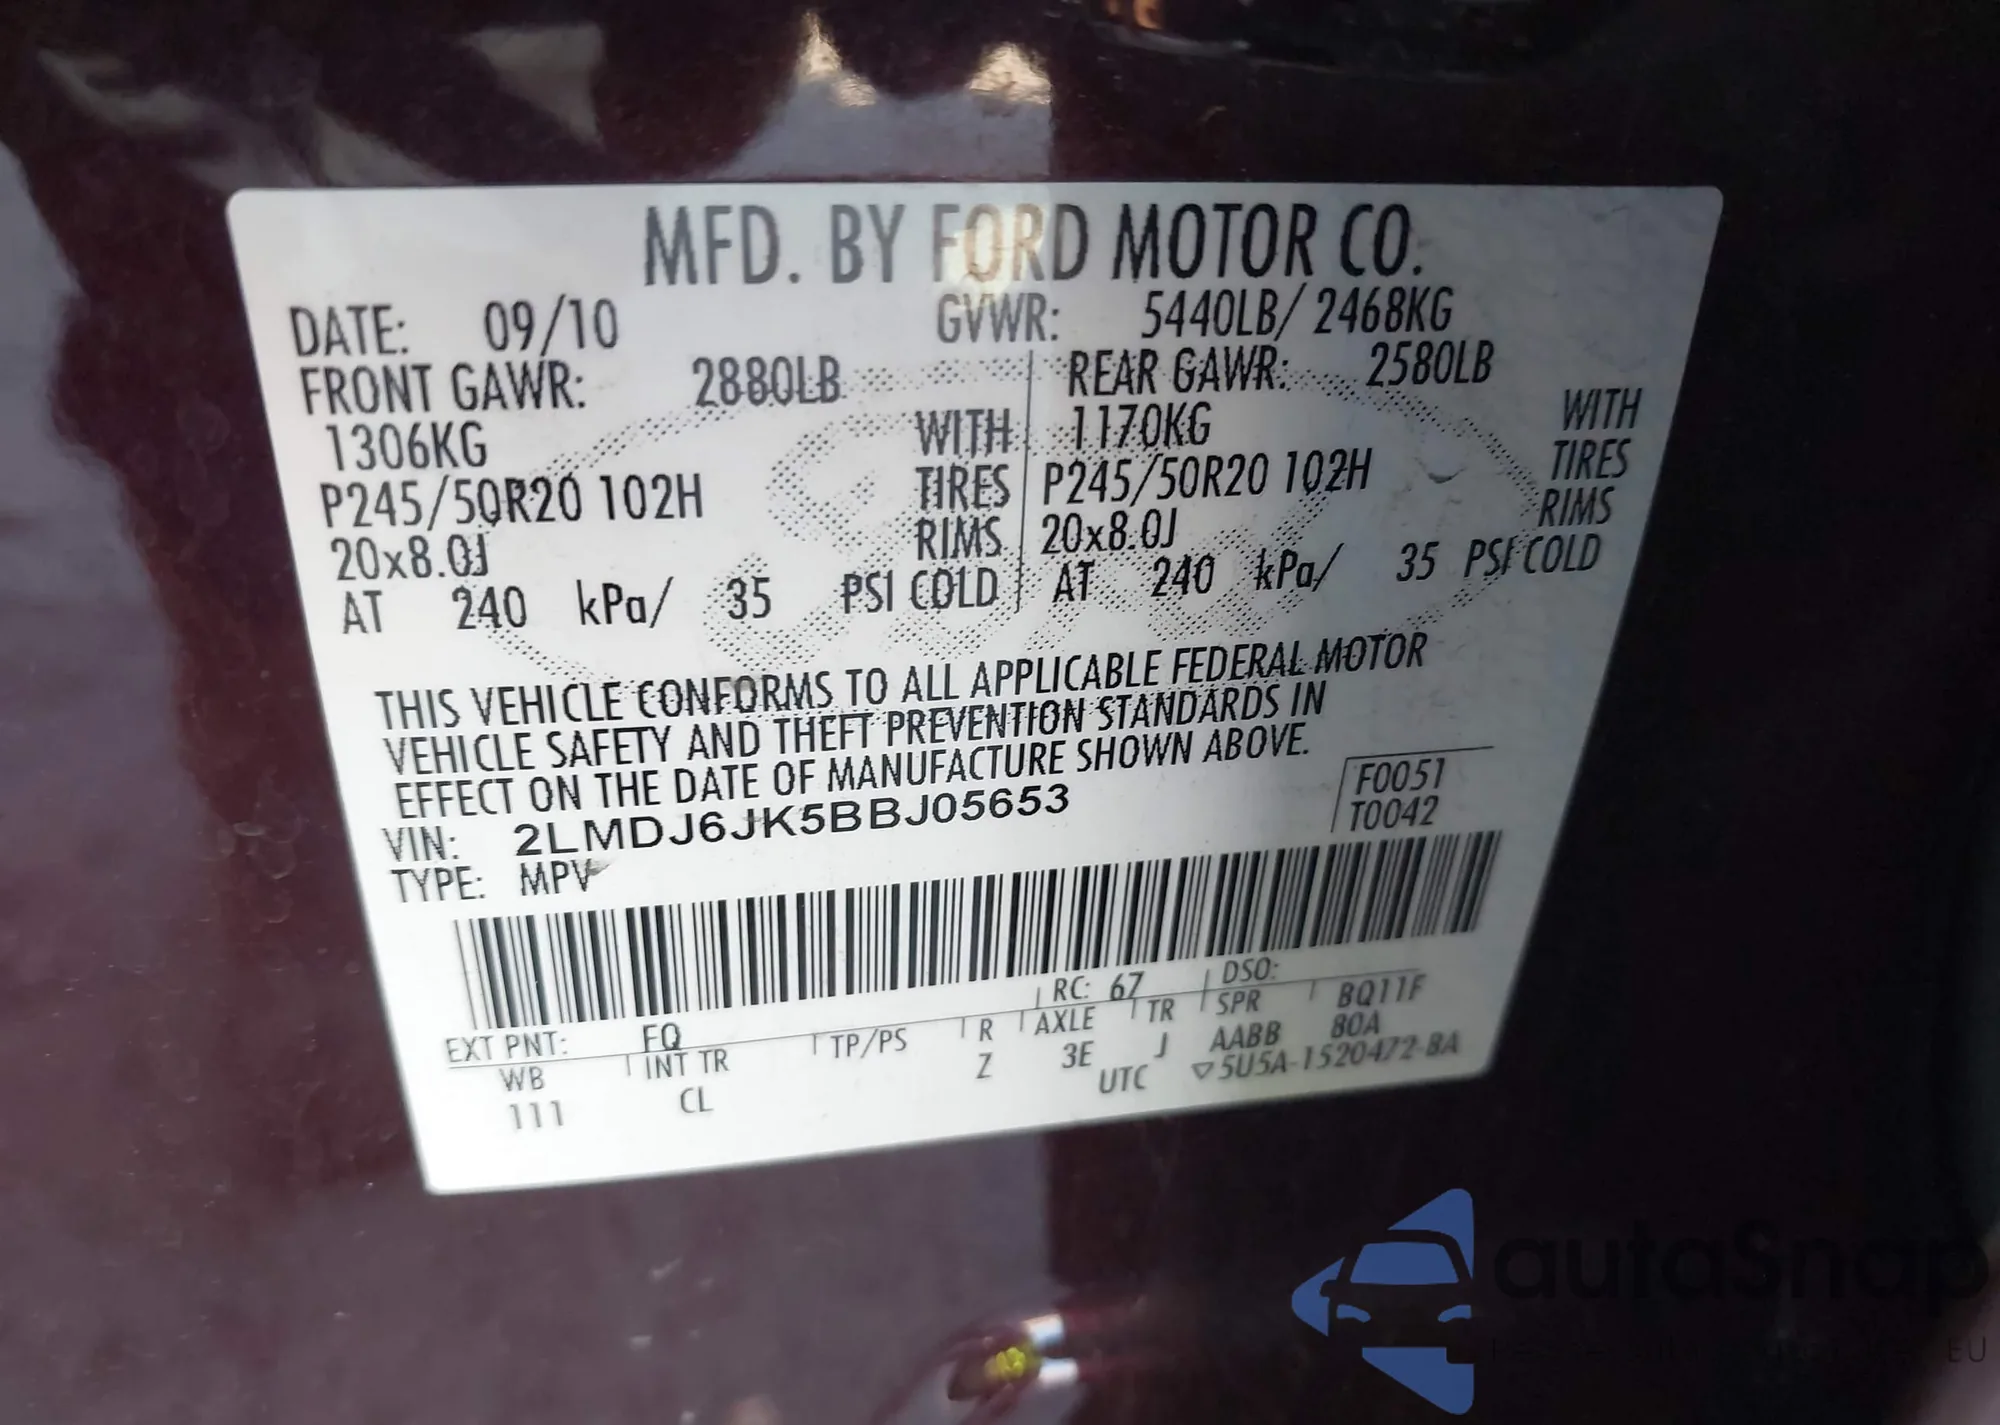 MFD. BY FORD MOTOR CO.
DATE: 09/10 GVWR: 5440LB/ 2468KG
FRONT GAWR: 2880LB REAR GAWR: 2580LB
1306KG WITH 1170KG WITH
P245/50R20 102H TIRES P245/50R20 102H TIRES
20x8.0J RIMS 20x8.0J RIMS
AT 240 kPa/ 35 PSI COLD AT 240 kPa/ 35 PSI COLD
THIS VEHICLE CONFORMS TO ALL APPLICABLE FEDERAL MOTOR
VEHICLE SAFETY AND THEFT PREVENTION STANDARDS IN
EFFECT ON THE DATE OF MANUFACTURE SHOWN ABOVE.
VIN: 2LMDJ6JK5BBJ05653
F0051
T0042
TYPE: MPV
EXT PNT: FQ RC: 67 DSO:
WB INT TR TP/PS R AXLE TR SPR BQ11F
111 CL Z 3E J AABB 80A
UTC ▽5U5A-1520472-BA
autoSnap
EU